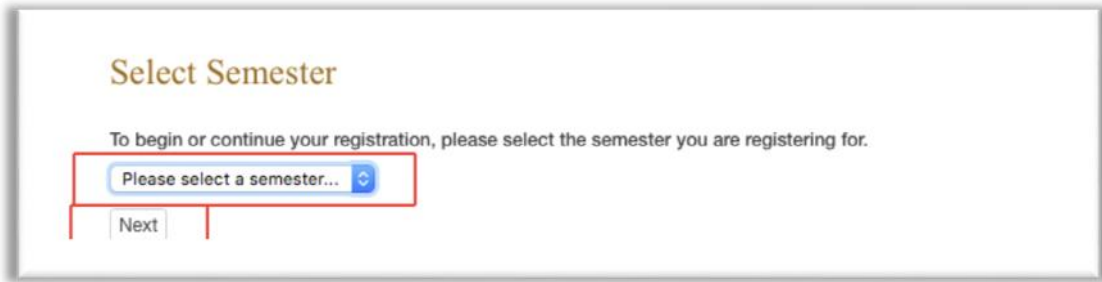 Select Semester
To begin or continue your registration, please select the semester you are registering for.
Please select a semester...
Next